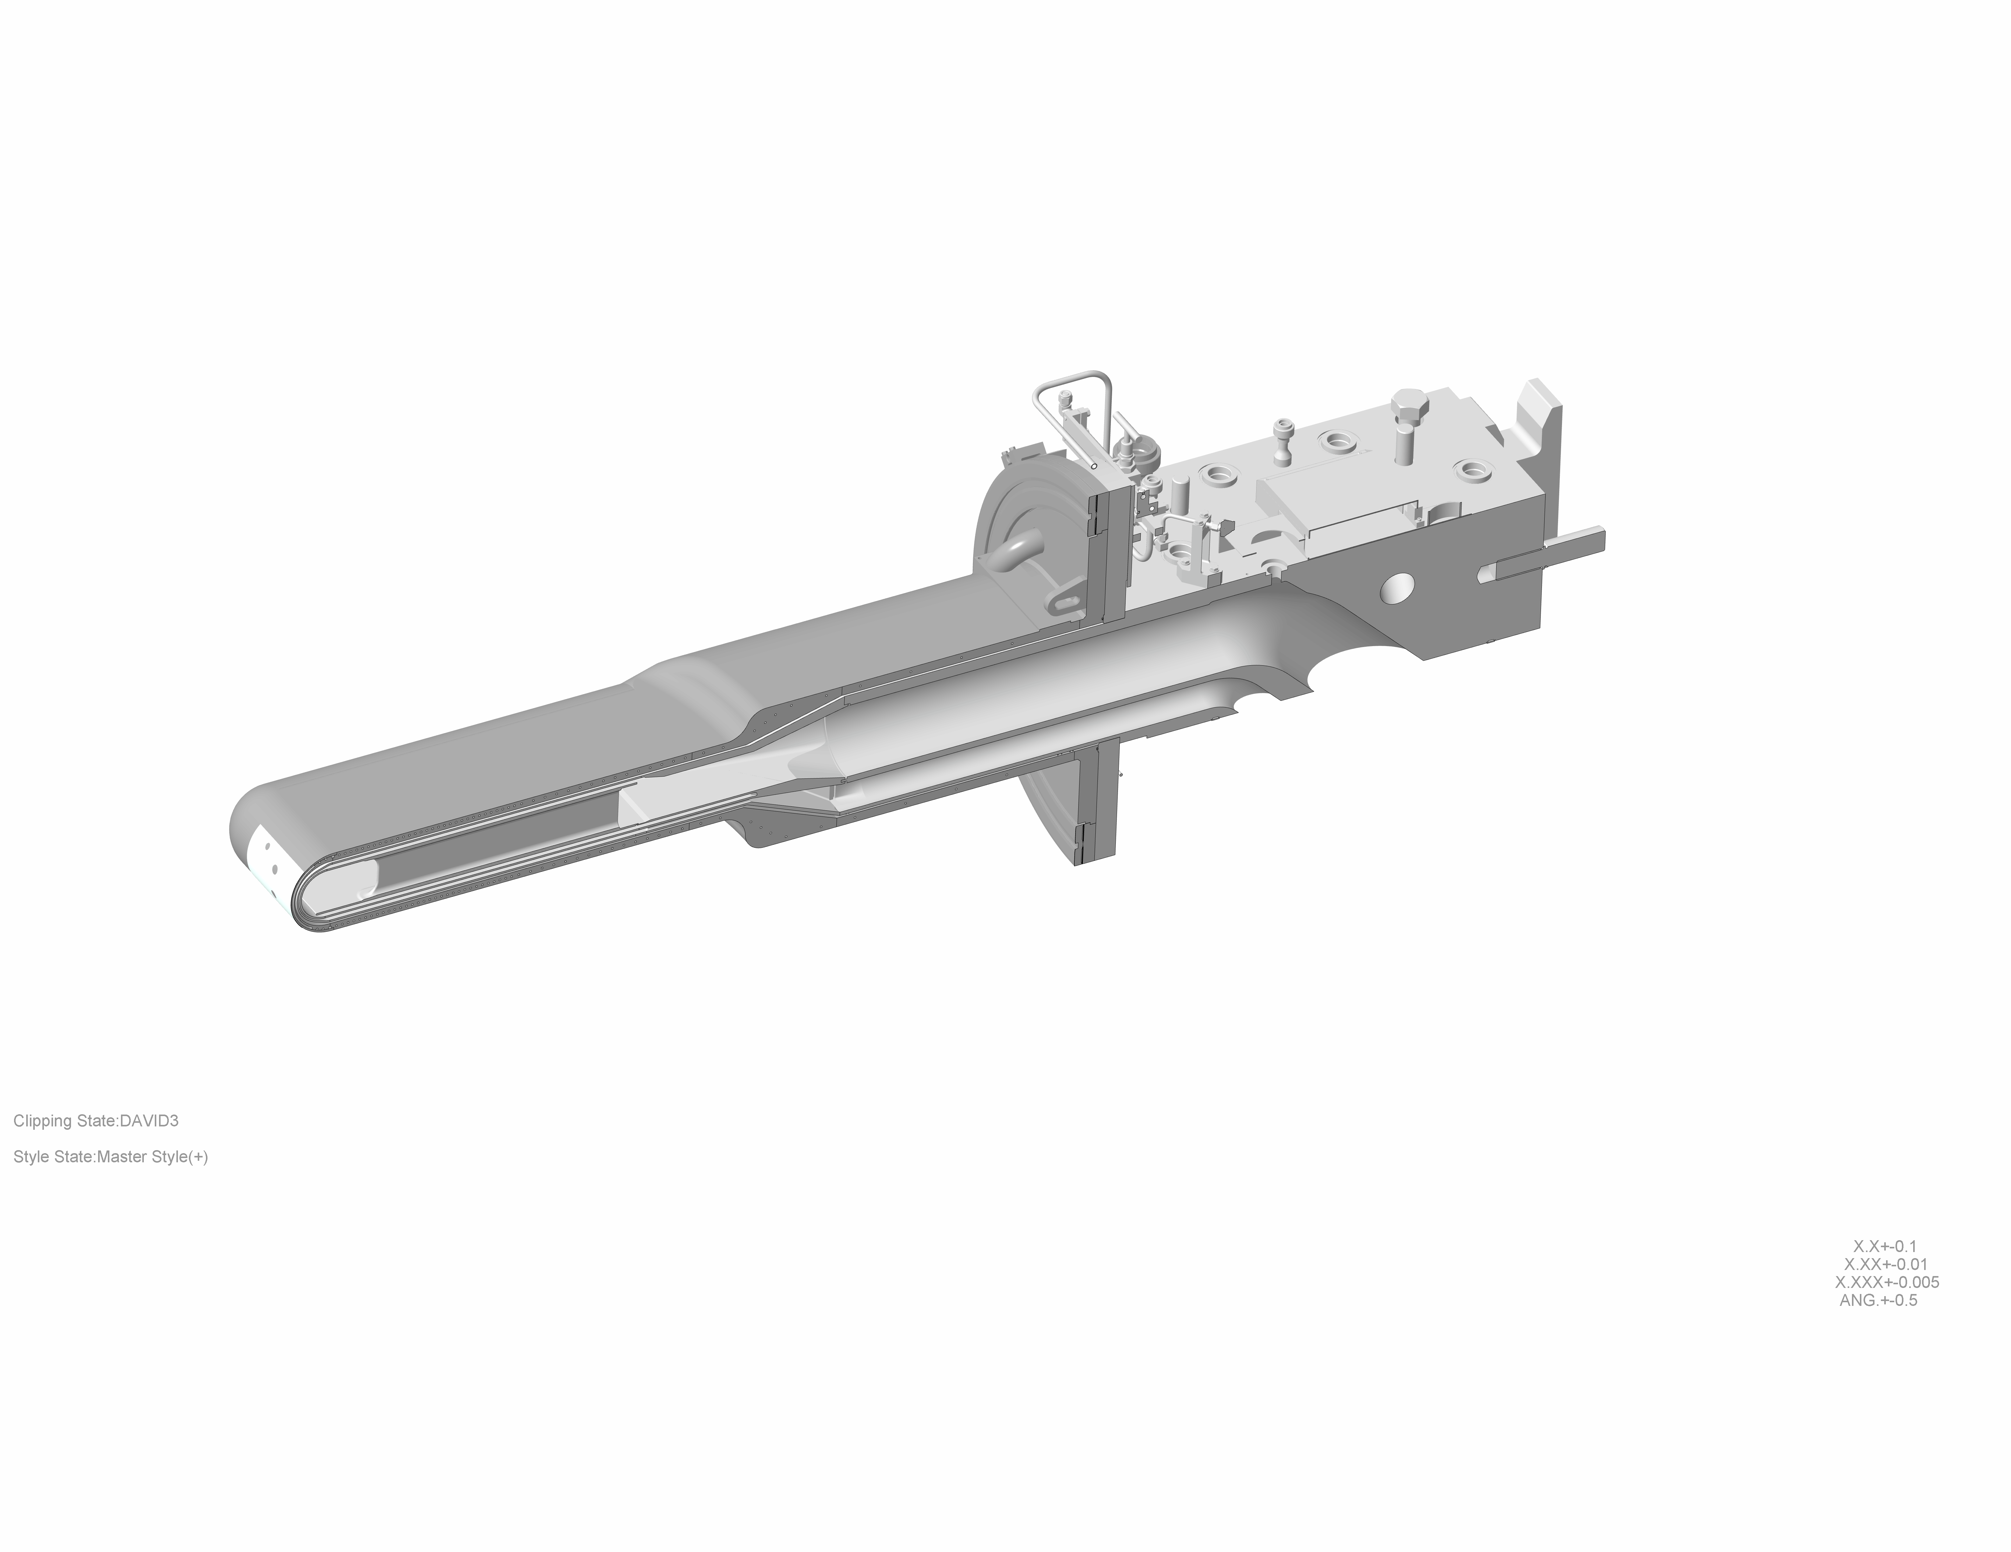 Clipping State:DAVID3
Style State:Master Style(+)
X.X+-0.1
X.XX+-0.01
X.XXX+-0.005
ANG.+-0.5